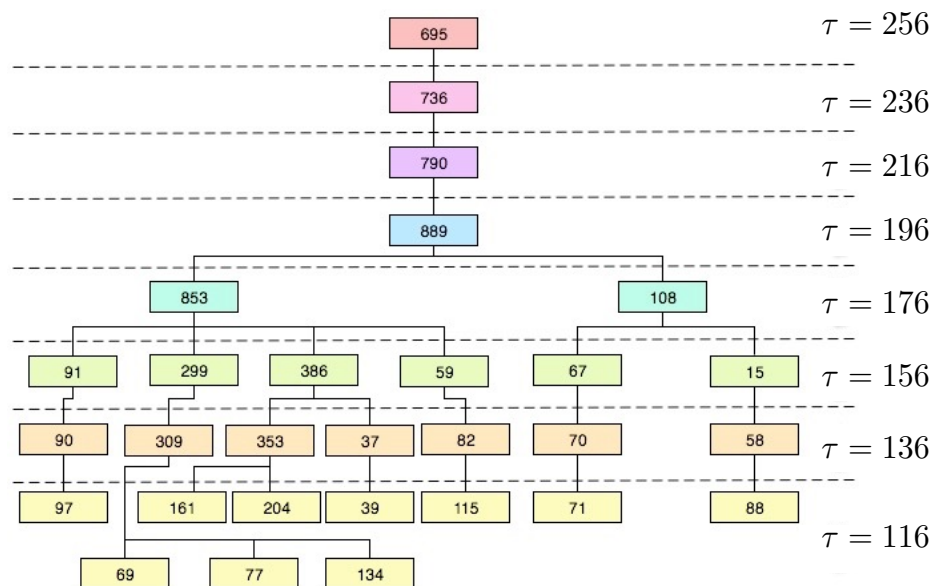 695 τ = 256
736 τ = 236
790 τ = 216
889 τ = 196
853 108 τ = 176
91 299 386 59 67 15 τ = 156
90 309 353 37 82 70 58 τ = 136
97 161 204 39 115 71 88
τ = 116
69 77 134